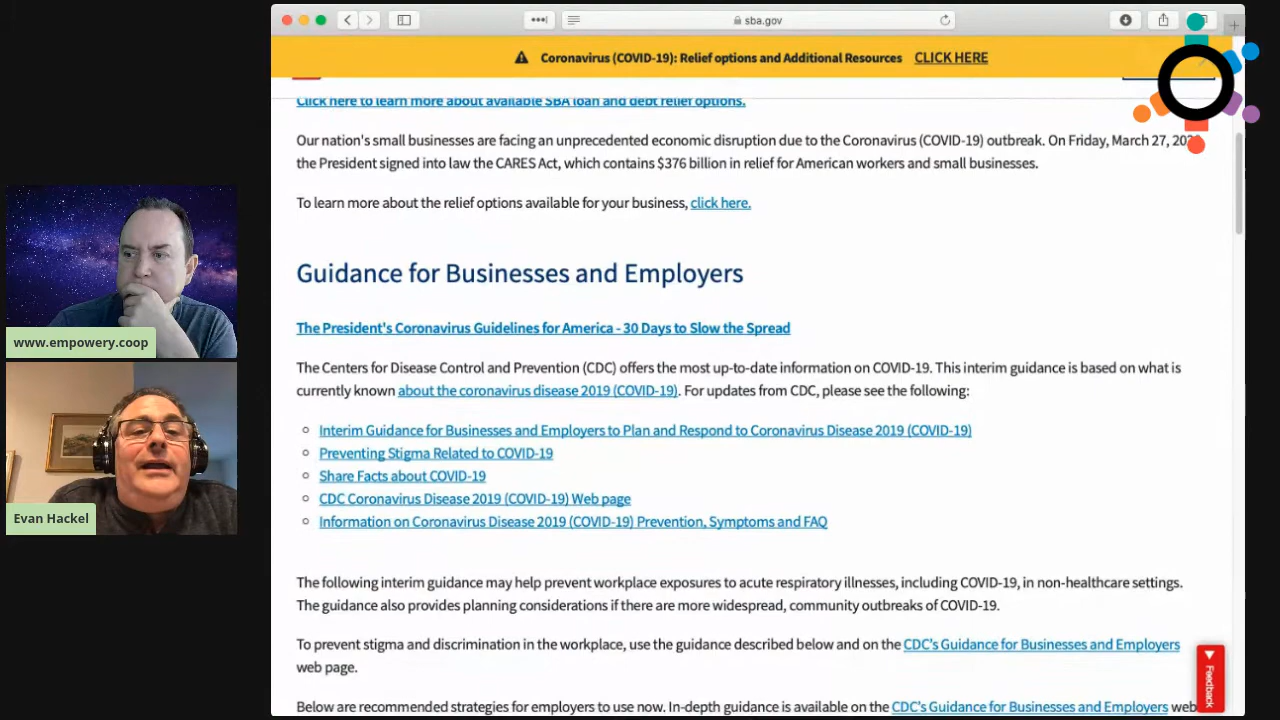 sba.gov
Coronavirus (COVID-19): Relief options and Additional Resources CLICK HERE
Click here to learn more about available SBA loan and debt relief options.
Our nation's small businesses are facing an unprecedented economic disruption due to the Coronavirus (COVID-19) outbreak. On Friday, March 27,
the President signed into law the CARES Act, which contains $376 billion in relief for American workers and small businesses.
To learn more about the relief options available for your business, click here.
Guidance for Businesses and Employers
The President's Coronavirus Guidelines for America - 30 Days to Slow the Spread
The Centers for Disease Control and Prevention (CDC) offers the most up-to-date information on COVID-19. This interim guidance is based on what is
currently known about the coronavirus disease 2019 (COVID-19). For updates from CDC, please see the following:
Interim Guidance for Businesses and Employers to Plan and Respond to Coronavirus Disease 2019 (COVID-19)
Preventing Stigma Related to COVID-19
Share Facts about COVID-19
CDC Coronavirus Disease 2019 (COVID-19) Web page
Information on Coronavirus Disease 2019 (COVID-19) Prevention, Symptoms and FAQ
The following interim guidance may help prevent workplace exposures to acute respiratory illnesses, including COVID-19, in non-healthcare settings.
The guidance also provides planning considerations if there are more widespread, community outbreaks of COVID-19.
To prevent stigma and discrimination in the workplace, use the guidance described below and on the CDC's Guidance for Businesses and Employers
web page.
Below are recommended strategies for employers to use now. In-depth guidance is available on the CDC's Guidance for Businesses and Employers web
Feedback
www.empowery.coop
Evan Hackel